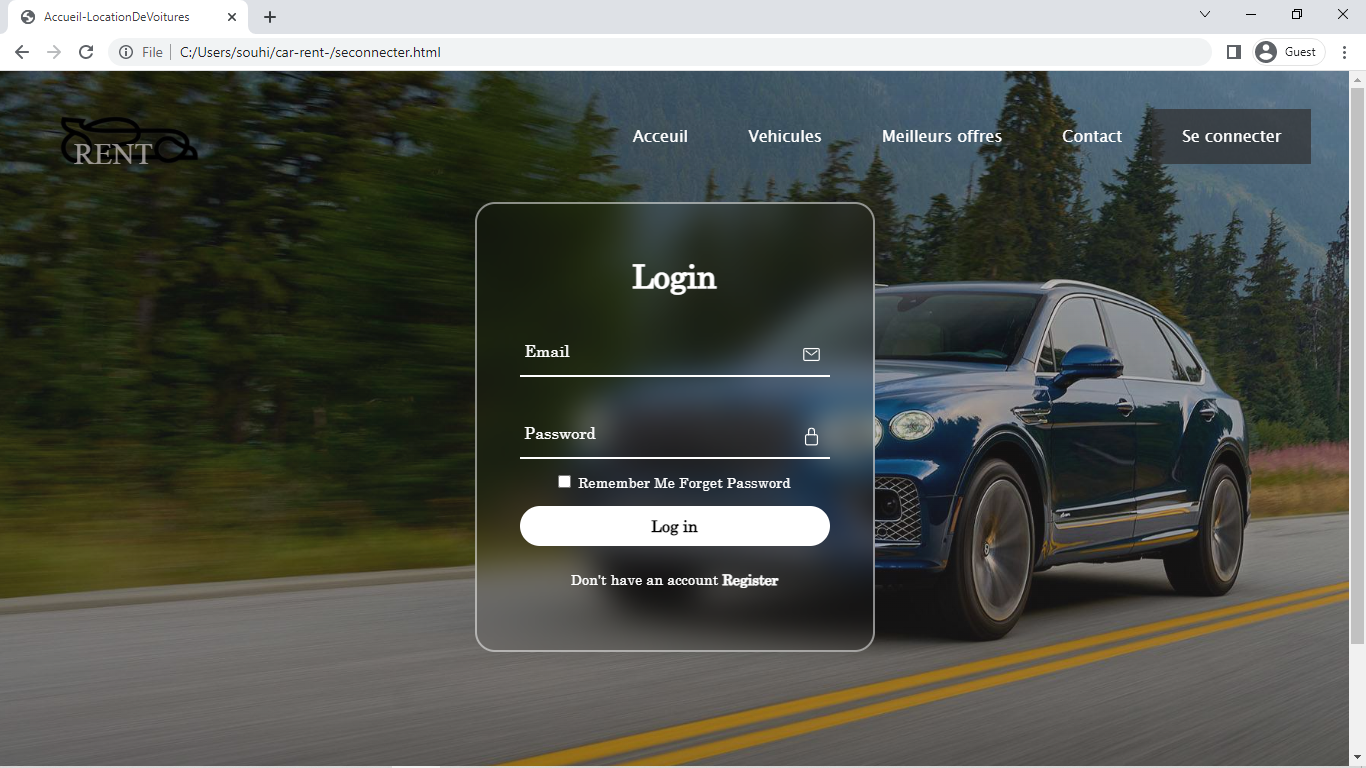 Accueil-LocationDeVoitures
File C:/Users/souhi/car-rent-/seconnecter.html Guest
RENT Acceuil Vehicules Meilleurs offres Contact Se connecter
Login
Email
Password
Remember Me Forget Password
Log in
Don't have an account Register